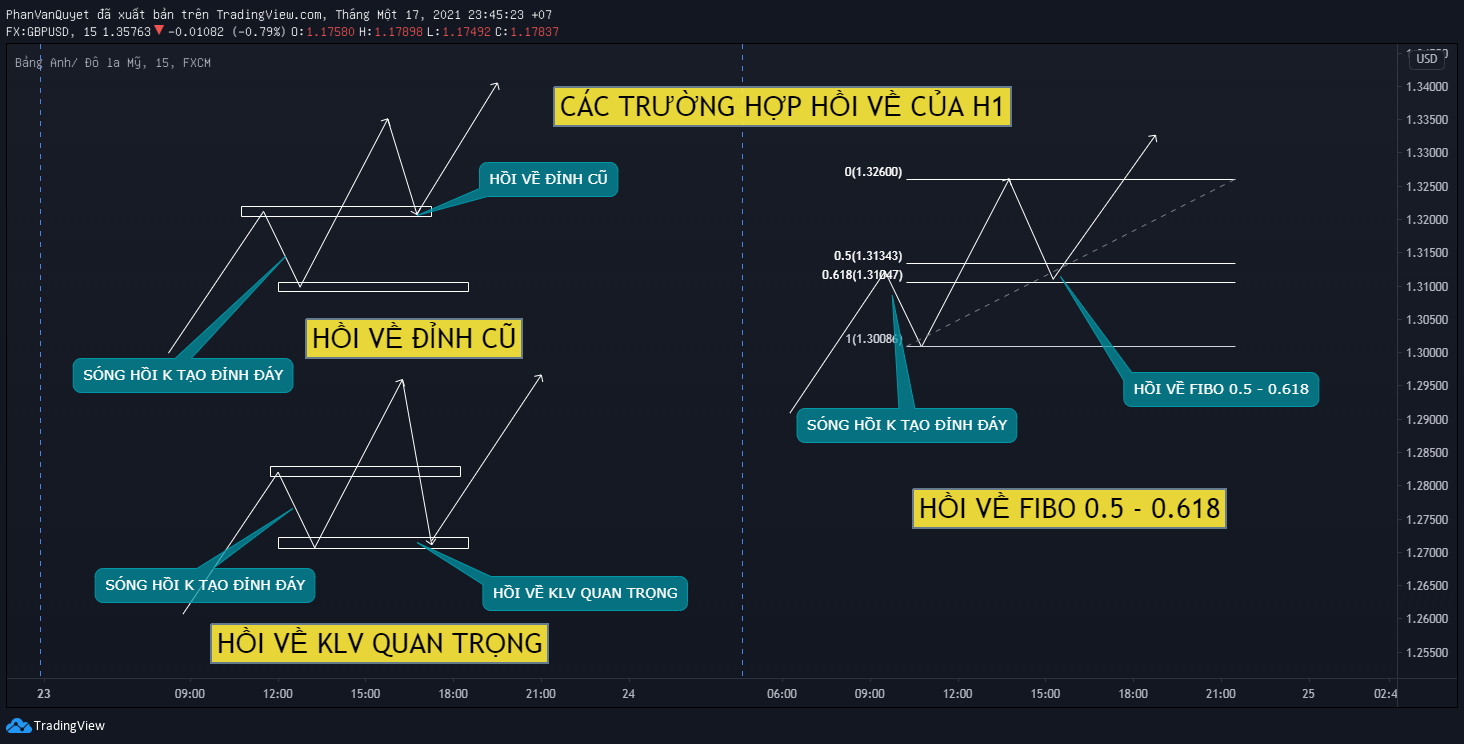 PhanVanQuyet đã xuất bản trên TradingView.com, Tháng Một 17, 2021 23:45:23 +07
FX:GBPUSD, 15 1.35763 ▼ −0.01082 (−0.79%) O:1.17580 H:1.17898 L:1.17492 C:1.17837
Bảng Anh/ Đô la Mỹ, 15, FXCM
USD
1.34000
1.33500
1.33000
1.32500
1.32000
1.31500
1.31000
1.30500
1.30000
1.29500
1.29000
1.28500
1.28000
1.27500
1.27000
1.26500
1.26000
1.25500
CÁC TRƯỜNG HỢP HỒI VỀ CỦA H1
HỒI VỀ ĐỈNH CŨ
SÓNG HỒI K TẠO ĐỈNH ĐÁY
HỒI VỀ ĐỈNH CŨ
0(1.32600)
0.5(1.31343)
0.618(1.31047)
1(1.30086)
HỒI VỀ FIBO 0.5 - 0.618
SÓNG HỒI K TẠO ĐỈNH ĐÁY
HỒI VỀ FIBO 0.5 - 0.618
SÓNG HỒI K TẠO ĐỈNH ĐÁY
HỒI VỀ KLV QUAN TRỌNG
HỒI VỀ KLV QUAN TRỌNG
23 09:00 12:00 15:00 18:00 21:00 24 06:00 09:00 12:00 15:00 18:00 21:00 25 02:4
TradingView